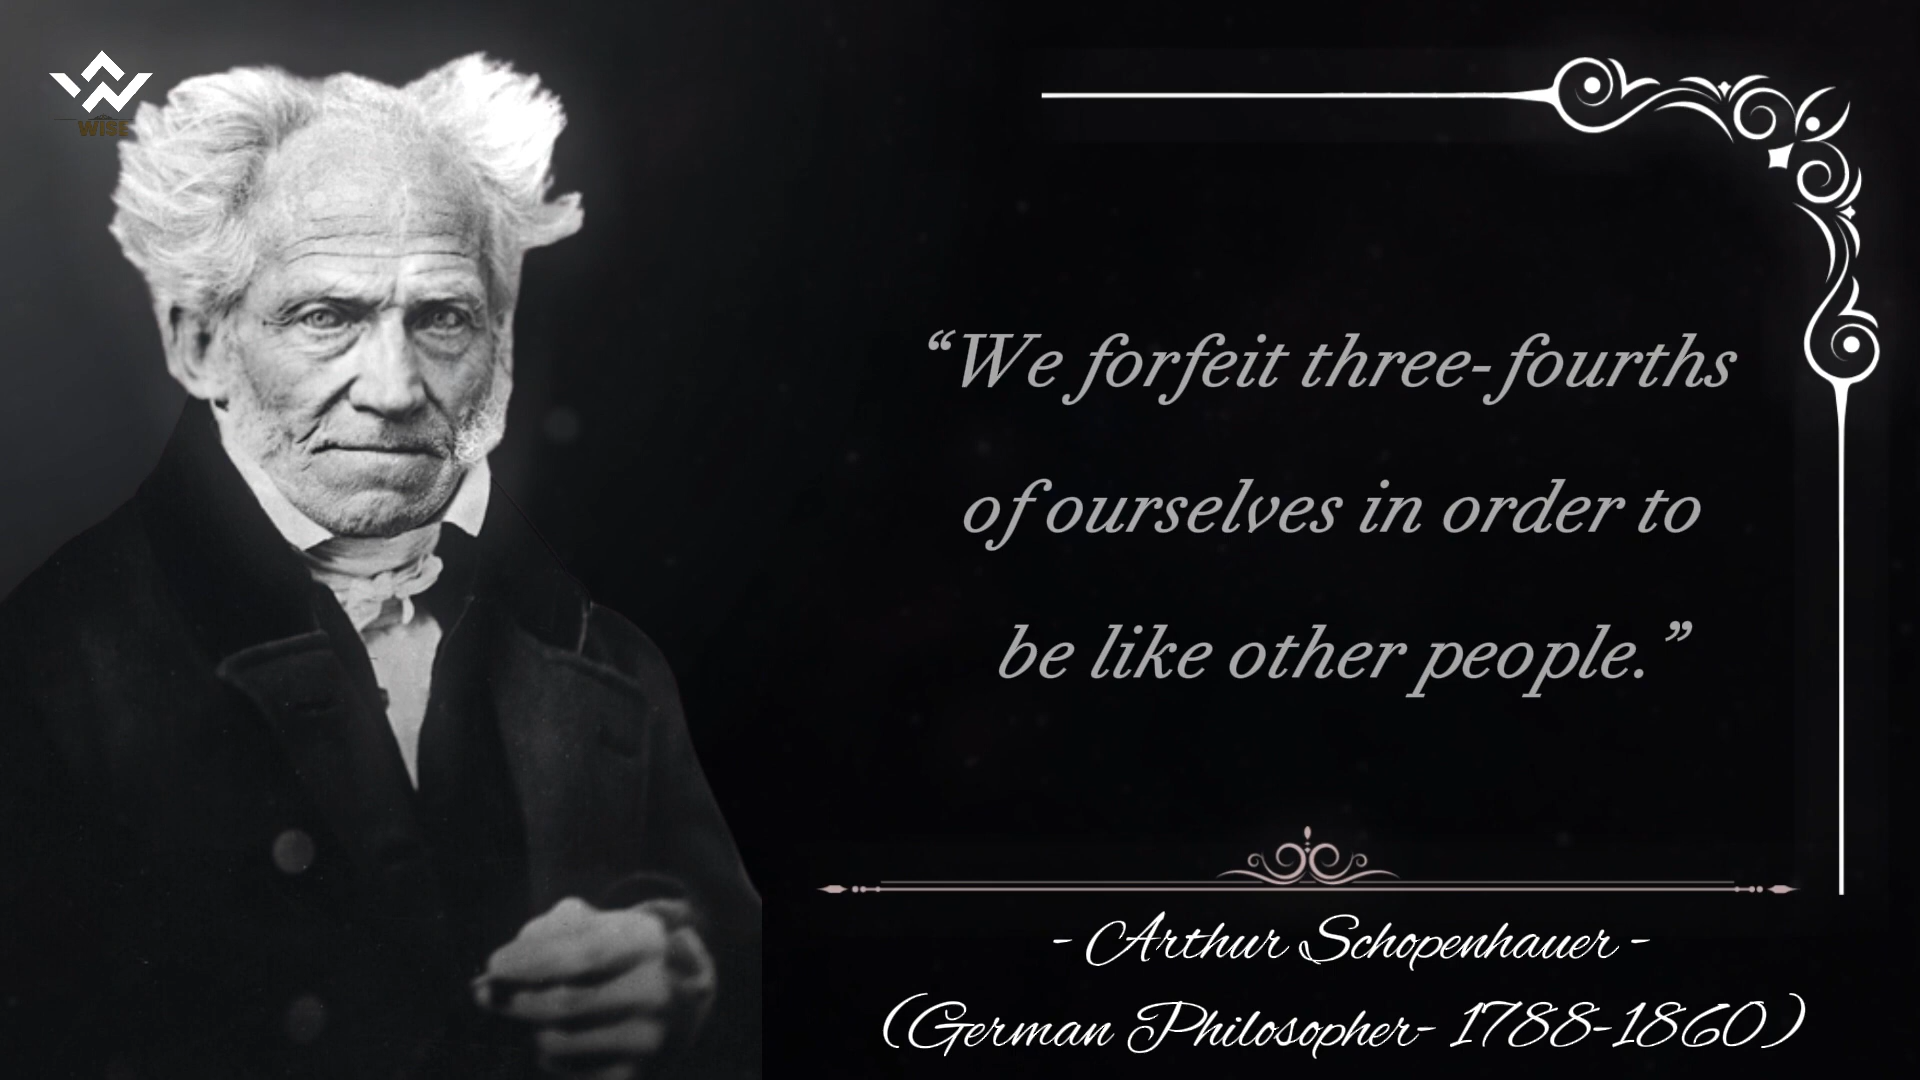 WISE
“We forfeit three-fourths
of ourselves in order to
be like other people.”
- Arthur Schopenhauer -
(German Philosopher- 1788-1860)